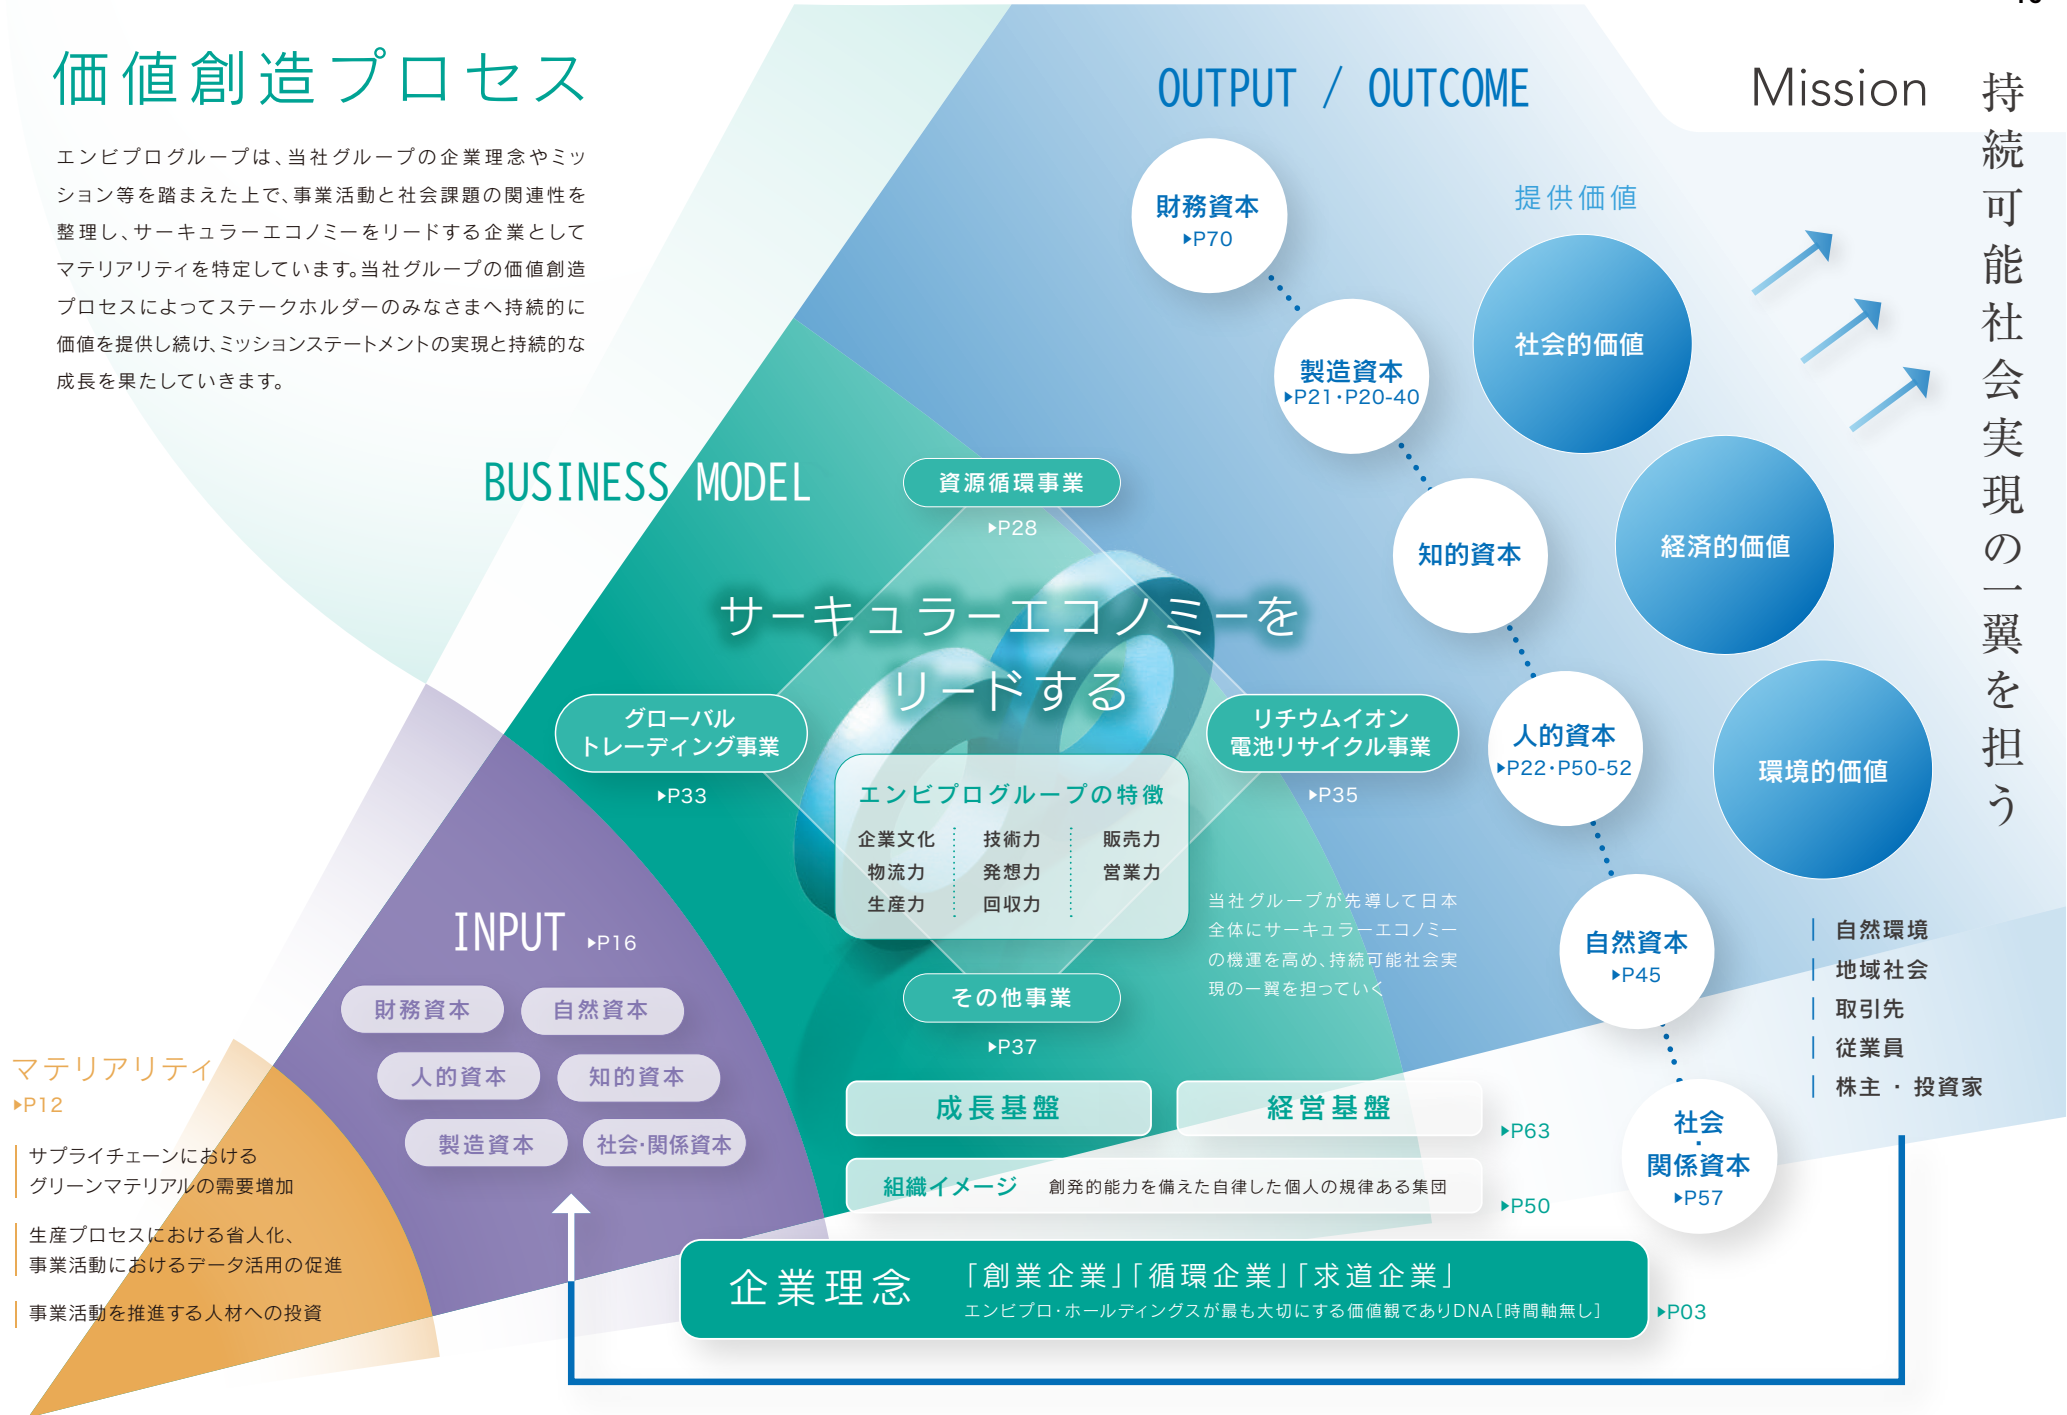 価値創造プロセス
エンビプログループは、当社グループの企業理念やミッ
ション等を踏まえた上で、事業活動と社会課題の関連性を
整理し、サーキュラーエコノミーをリードする企業として
マテリアリティを特定しています。当社グループの価値創造
プロセスによってステークホルダーのみなさまへ持続的に
価値を提供し続け、ミッションステートメントの実現と持続的な
成長を果たしていきます。
マテリアリティ
▶P12
サプライチェーンにおける
グリーンマテリアルの需要増加
生産プロセスにおける省人化、
事業活動におけるデータ活用の促進
事業活動を推進する人材への投資
INPUT ▶P16
財務資本
自然資本
人的資本
知的資本
製造資本
社会・関係資本
BUSINESS MODEL
資源循環事業
▶P28
サーキュラーエコノミーを
リードする
グローバル
トレーディング事業
▶P33
リチウムイオン
電池リサイクル事業
▶P35
エンビプログループの特徴
企業文化 技術力 販売力
物流力 発想力 営業力
生産力 回収力
当社グループが先導して日本
全体にサーキュラーエコノミー
の機運を高め、持続可能社会実
現の一翼を担っていく
その他事業
▶P37
成長基盤
経営基盤
▶P63
組織イメージ 創発的能力を備えた自律した個人の規律ある集団
▶P50
企業理念
「創業企業」「循環企業」「求道企業」
エンビプロ・ホールディングスが最も大切にする価値観でありDNA[時間軸無し]
▶P03
OUTPUT / OUTCOME
財務資本
▶P70
製造資本
▶P21・P20-40
知的資本
人的資本
▶P22・P50-52
自然資本
▶P45
社会
・
関係資本
▶P57
提供価値
社会的価値
経済的価値
環境的価値
自然環境
地域社会
取引先
従業員
株主・投資家
Mission
持続可能社会実現の一翼を担う